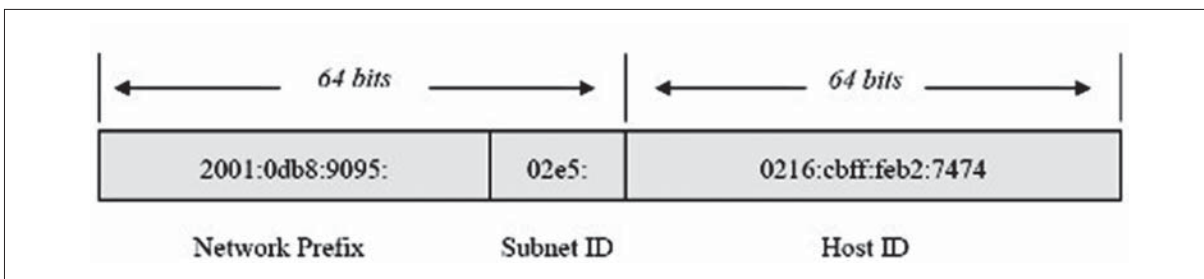 64 bits 64 bits
2001:0db8:9095: 02e5: 0216:cbff:feb2:7474
Network Prefix Subnet ID Host ID